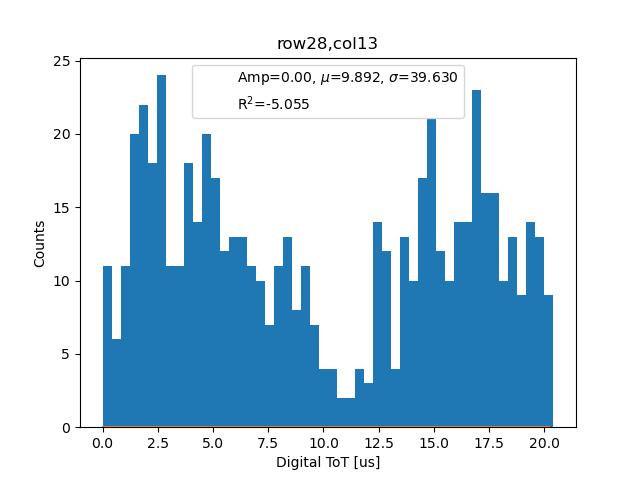 row28,col13
Amp=0.00, μ=9.892, σ=39.630
R²=-5.055
25
20
15
10
5
0
Counts
0.0 2.5 5.0 7.5 10.0 12.5 15.0 17.5 20.0
Digital ToT [us]